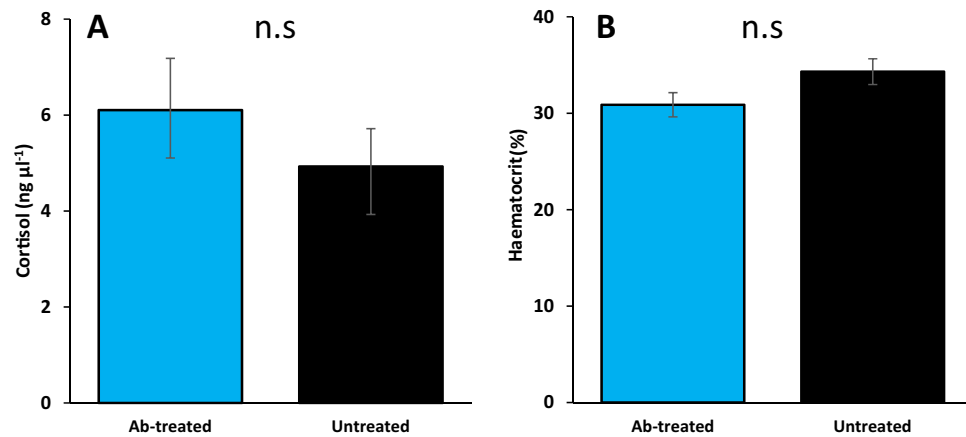 A
n.s
Cortisol (ng µl⁻¹)
8
6
4
2
0
Ab-treated
Untreated
B
n.s
Haematocrit (%)
40
30
20
10
0
Ab-treated
Untreated